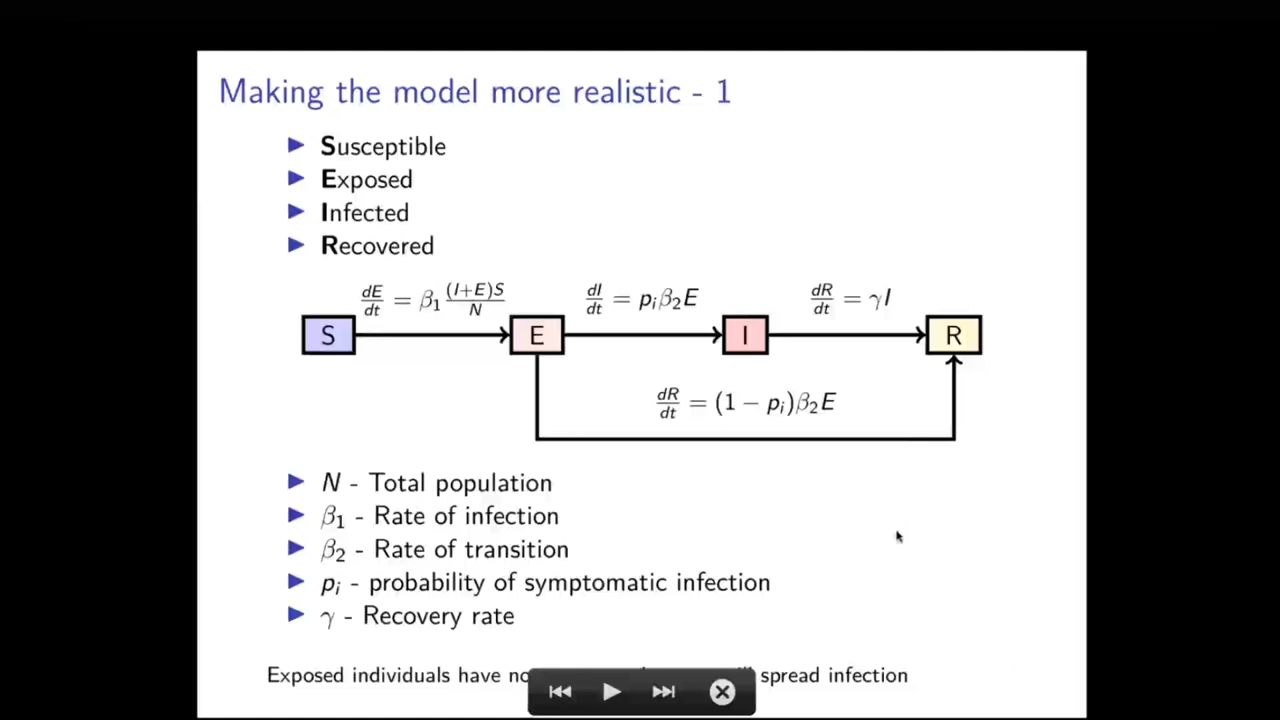 Making the model more realistic - 1
Susceptible
Exposed
Infected
Recovered
dE/dt = β₁ (I+E)S/N
dI/dt = pᵢβ₂E
dR/dt = γI
S
E
I
R
dR/dt = (1 − pᵢ)β₂E
N - Total population
β₁ - Rate of infection
β₂ - Rate of transition
pᵢ - probability of symptomatic infection
γ - Recovery rate
Exposed individuals have no spread infection